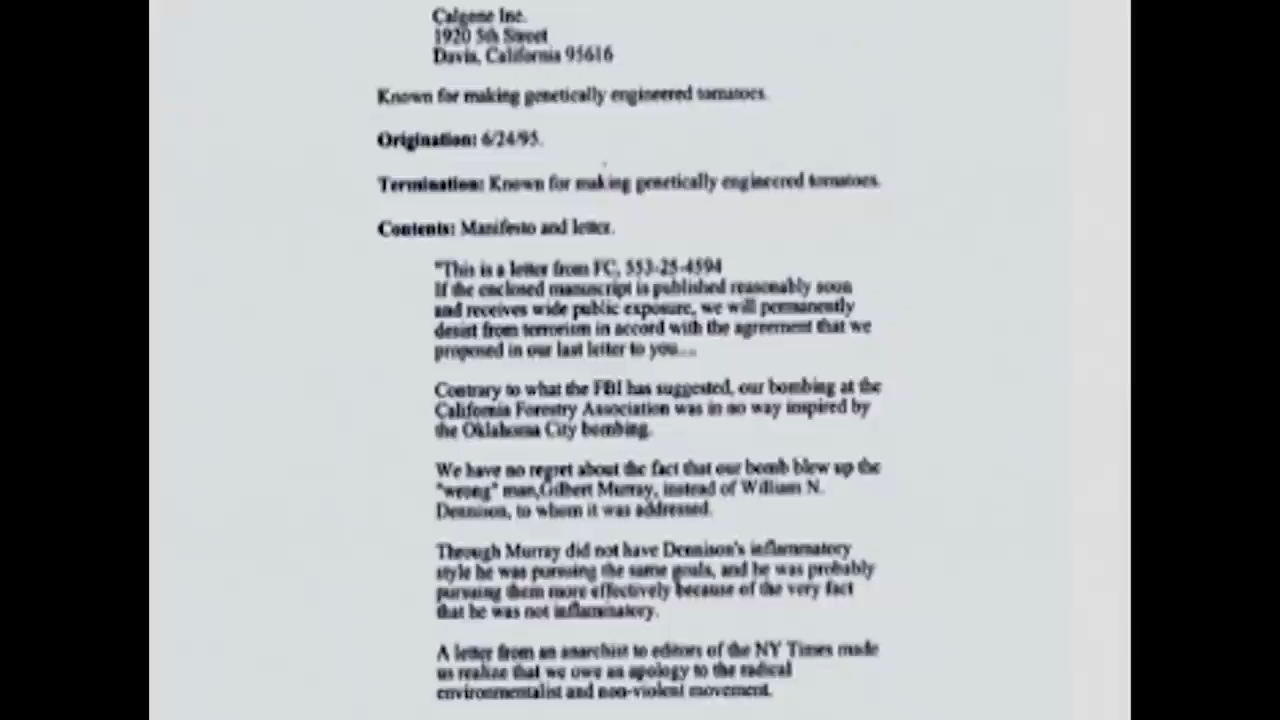 Calgene Inc.
1920 5th Street
Davis, California 95616
Known for making genetically engineered tomatoes.
Origination: 6/24/95.
Termination: Known for making genetically engineered tomatoes.
Contents: Manifesto and letter.
"This is a letter from FC, 553-25-4594
If the enclosed manuscript is published reasonably soon
and receives wide public exposure, we will permanently
desist from terrorism in accord with the agreement that we
proposed in our last letter to you....
Contrary to what the FBI has suggested, our bombing at the
California Forestry Association was in no way inspired by
the Oklahoma City bombing.
We have no regret about the fact that our bomb blew up the
"wrong" man,Gilbert Murray, instead of William N.
Dennison, to whom it was addressed.
Through Murray did not have Dennison's inflammatory
style he was pursuing the same goals, and he was probably
pursuing them more effectively because of the very fact
that he was not inflammatory.
A letter from an anarchist to editors of the NY Times made
us realize that we owe an apology to the radical
environmentalist and non-violent movement.